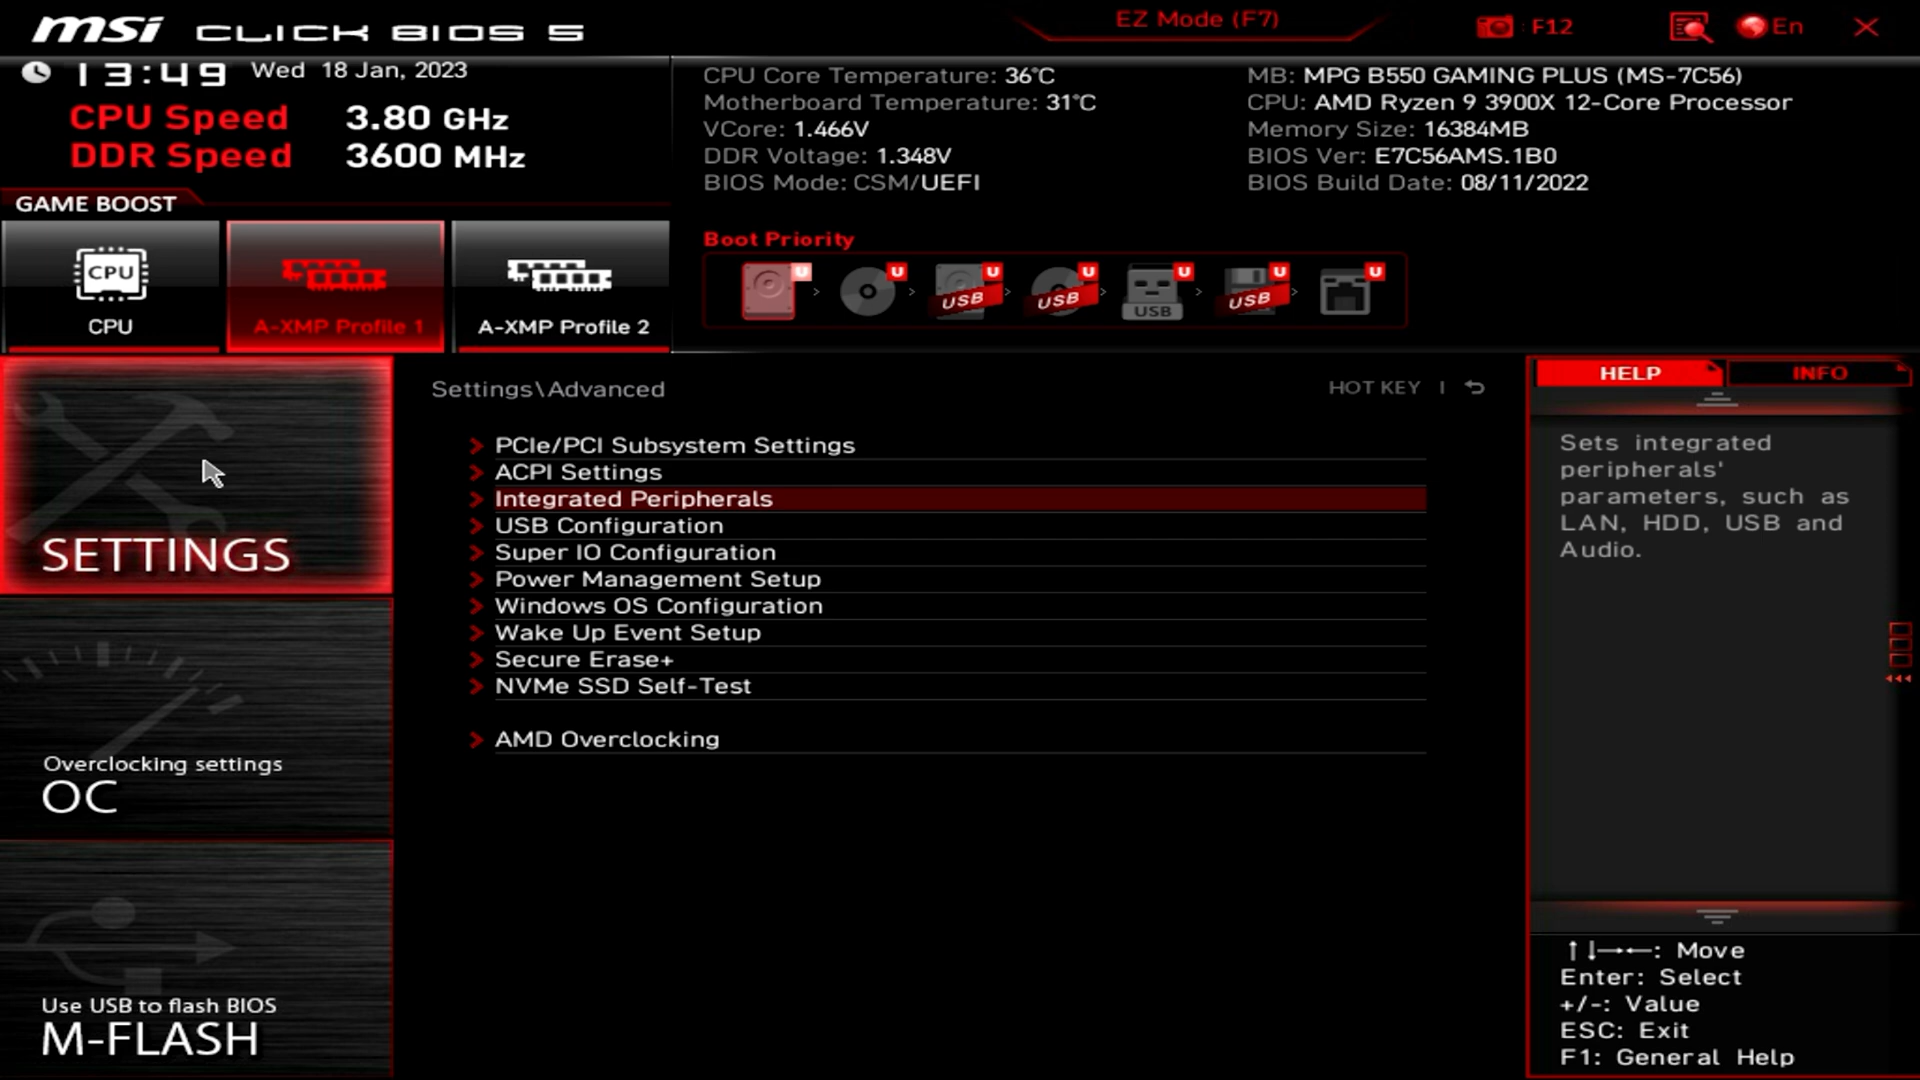 msi CLICK BIOS 5
EZ Mode (F7)
: F12
En
13:49 Wed 18 Jan, 2023
CPU Speed 3.80 GHz
DDR Speed 3600 MHz
CPU Core Temperature: 36°C
Motherboard Temperature: 31°C
VCore: 1.466V
DDR Voltage: 1.348V
BIOS Mode: CSM/UEFI
MB: MPG B550 GAMING PLUS (MS-7C56)
CPU: AMD Ryzen 9 3900X 12-Core Processor
Memory Size: 16384MB
BIOS Ver: E7C56AMS.1B0
BIOS Build Date: 08/11/2022
GAME BOOST
CPU
CPU
A-XMP Profile 1
A-XMP Profile 2
Boot Priority
U U U U U U U
USB USB USB USB
SETTINGS
Overclocking settings
OC
Use USB to flash BIOS
M-FLASH
Settings\Advanced
HOT KEY |
> PCIe/PCI Subsystem Settings
> ACPI Settings
> Integrated Peripherals
> USB Configuration
> Super IO Configuration
> Power Management Setup
> Windows OS Configuration
> Wake Up Event Setup
> Secure Erase+
> NVMe SSD Self-Test
> AMD Overclocking
HELP
INFO
Sets integrated
peripherals'
parameters, such as
LAN, HDD, USB and
Audio.
↑↓→←: Move
Enter: Select
+/-: Value
ESC: Exit
F1: General Help